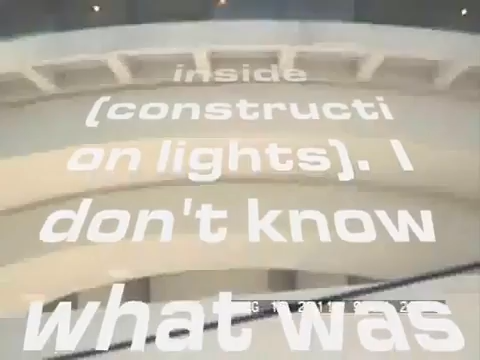 inside
(constructi
on lights). I
don't know
what was